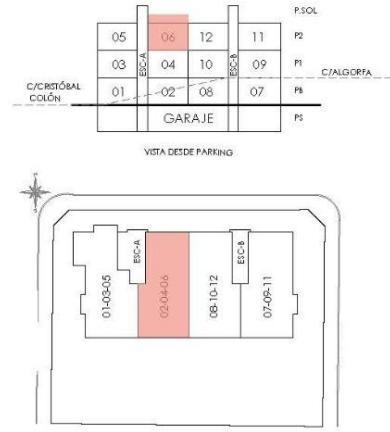 P.SOL
05 06 12 11 P2
ESC-A ESC-B
03 04 10 09 P1
C/ALGORFA
C/CRISTÓBAL
COLÓN
01 02 08 07 PB
GARAJE PS
VISTA DESDE PARKING
ESC-A ESC-B
01-03-05 02-04-06 08-10-12 07-09-11